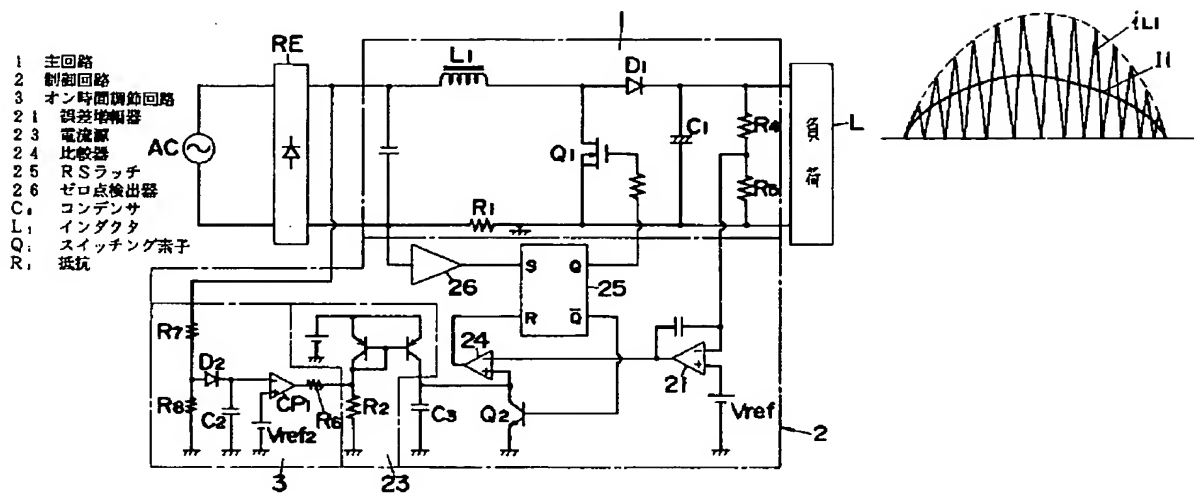 1 主回路
2 制御回路
3 オン時間調節回路
21 誤差増幅器
23 電流源
24 比較器
25 RSラッチ
26 ゼロ点検出器
C₃ コンデンサ
L₁ インダクタ
Q₁ スイッチング素子
R₁ 抵抗
AC
RE
1
L₁
D₁
Q₁
C₁
R₄
R₅
R₁
負荷
L
iL₁
Ii
26
S Q
R Q̅
25
24
21
Vref
2
R₇
R₈
D₂
C₂
CP₁
Vref₂
R₆
R₂
C₃
Q₂
3
23